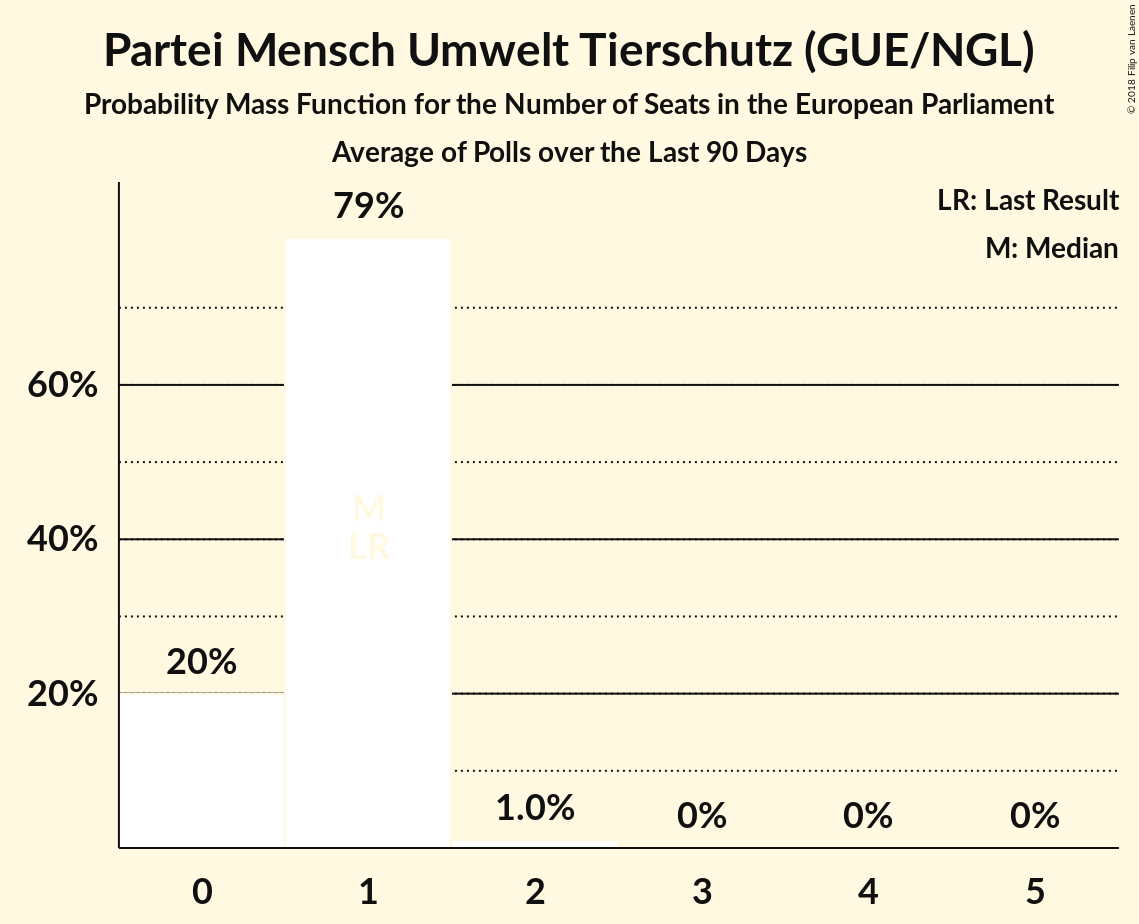 Partei Mensch Umwelt Tierschutz (GUE/NGL)
Probability Mass Function for the Number of Seats in the European Parliament
Average of Polls over the Last 90 Days
© 2018 Filip van Laenen
LR: Last Result
M: Median
79%
60%
M
40%
LR
20%
20%
1.0%
0%
0%
0%
0
1
2
3
4
5